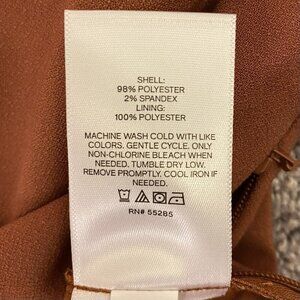 SHELL:
98% POLYESTER
2% SPANDEX
LINING:
100% POLYESTER
MACHINE WASH COLD WITH LIKE
COLORS. GENTLE CYCLE. ONLY
NON-CHLORINE BLEACH WHEN
NEEDED. TUMBLE DRY LOW.
REMOVE PROMPTLY. COOL IRON IF
NEEDED.
RN# 55285